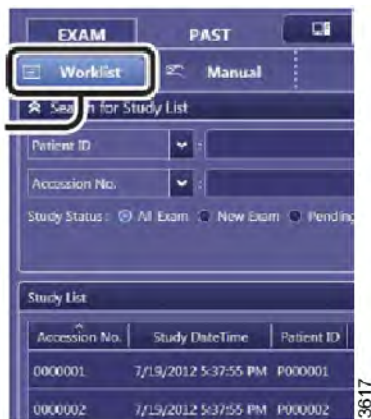 EXAM PAST
Worklist Manual
Search for Study List
Patient ID :
Accession No. :
Study Status : All Exam New Exam Pending
Study List
Accession No. Study DateTime Patient ID
0000001 7/19/2012 5:37:55 PM P000001
0000002 7/19/2012 5:37:55 PM P000002
3617